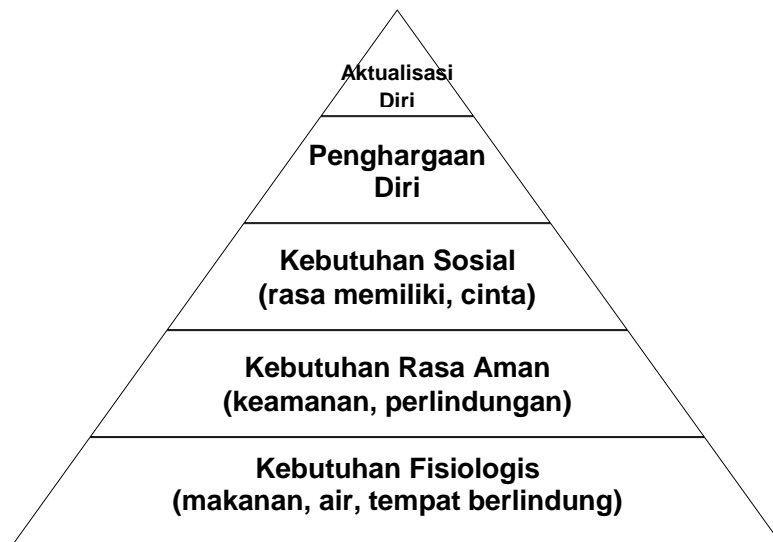 Aktualisasi
Diri
Penghargaan
Diri
Kebutuhan Sosial
(rasa memiliki, cinta)
Kebutuhan Rasa Aman
(keamanan, perlindungan)
Kebutuhan Fisiologis
(makanan, air, tempat berlindung)